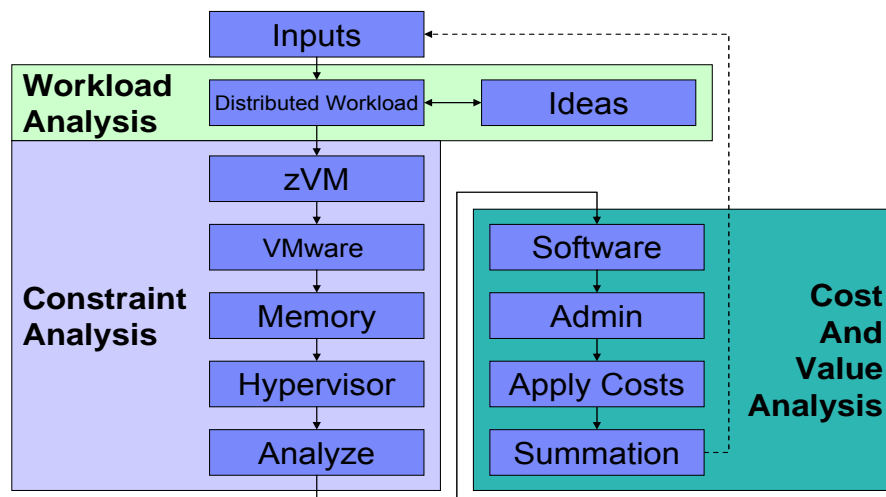 Inputs
Workload
Analysis
Distributed Workload
Ideas
Constraint
Analysis
zVM
VMware
Memory
Hypervisor
Analyze
Software
Admin
Apply Costs
Summation
Cost
And
Value
Analysis